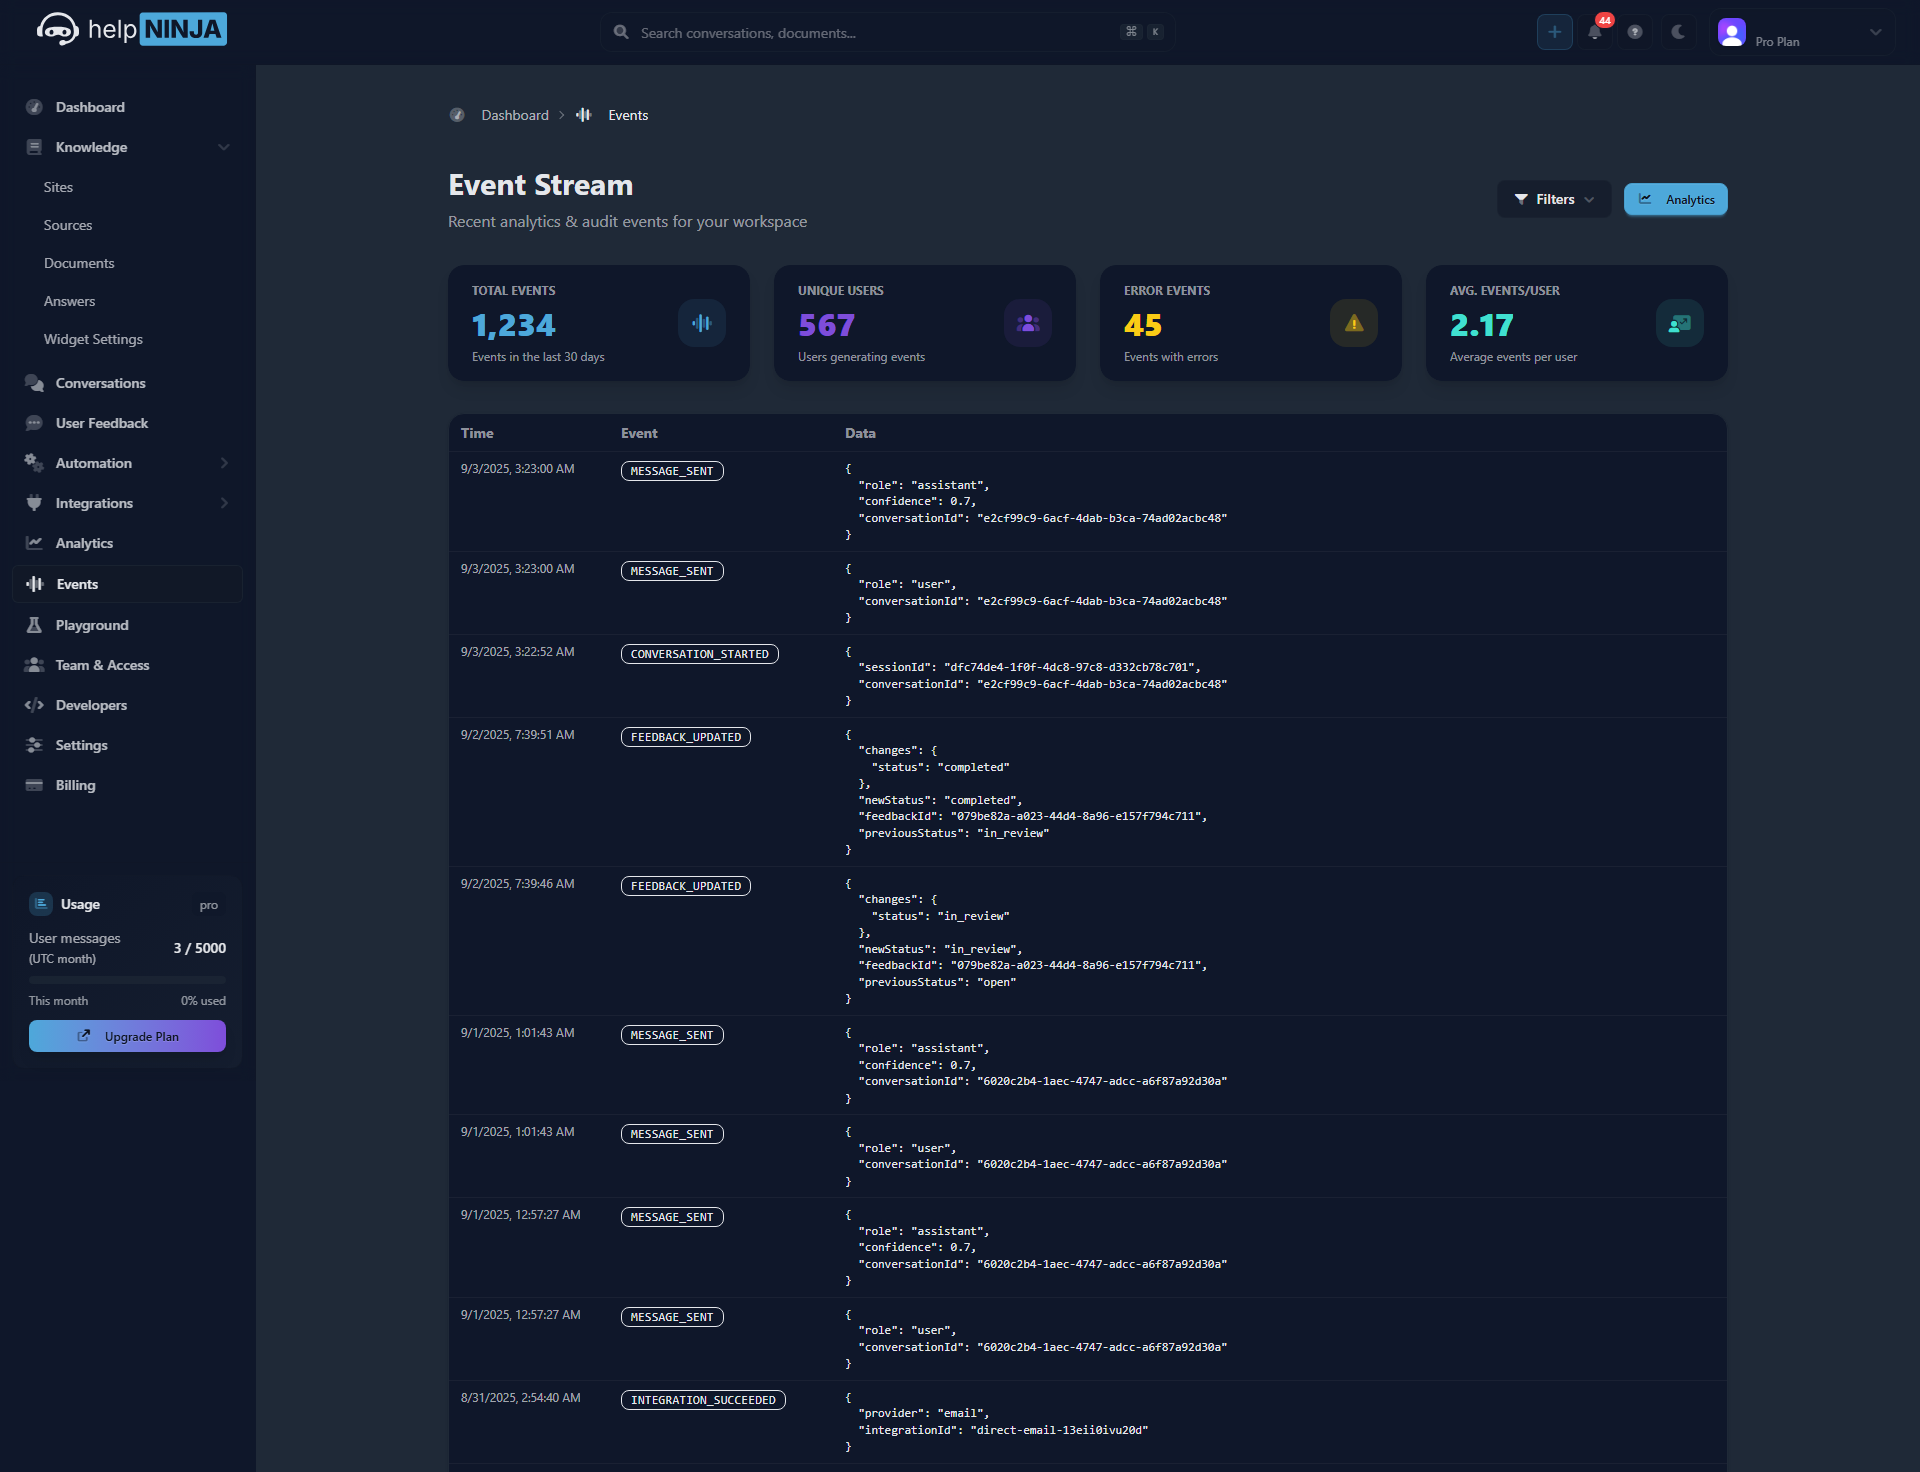 help NINJA
Search conversations, documents...
⌘ K
44
Pro Plan
Dashboard
Knowledge
Sites
Sources
Documents
Answers
Widget Settings
Conversations
User Feedback
Automation
Integrations
Analytics
Events
Playground
Team & Access
Developers
Settings
Billing
Usage
pro
User messages
(UTC month)
3 / 5000
This month
0% used
Upgrade Plan
Dashboard > Events
Event Stream
Recent analytics & audit events for your workspace
Filters
Analytics
TOTAL EVENTS
1,234
Events in the last 30 days
UNIQUE USERS
567
Users generating events
ERROR EVENTS
45
Events with errors
AVG. EVENTS/USER
2.17
Average events per user
Time Event Data
9/3/2025, 3:23:00 AM MESSAGE_SENT {
"role": "assistant",
"confidence": 0.7,
"conversationId": "e2cf99c9-6acf-4dab-b3ca-74ad02acbc48"
}
9/3/2025, 3:23:00 AM MESSAGE_SENT {
"role": "user",
"conversationId": "e2cf99c9-6acf-4dab-b3ca-74ad02acbc48"
}
9/3/2025, 3:22:52 AM CONVERSATION_STARTED {
"sessionId": "dfc74de4-1f0f-4dc8-97c8-d332cb78c701",
"conversationId": "e2cf99c9-6acf-4dab-b3ca-74ad02acbc48"
}
9/2/2025, 7:39:51 AM FEEDBACK_UPDATED {
"changes": {
"status": "completed"
},
"newStatus": "completed",
"feedbackId": "079be82a-a023-44d4-8a96-e157f794c711",
"previousStatus": "in_review"
}
9/2/2025, 7:39:46 AM FEEDBACK_UPDATED {
"changes": {
"status": "in_review"
},
"newStatus": "in_review",
"feedbackId": "079be82a-a023-44d4-8a96-e157f794c711",
"previousStatus": "open"
}
9/1/2025, 1:01:43 AM MESSAGE_SENT {
"role": "assistant",
"confidence": 0.7,
"conversationId": "6020c2b4-1aec-4747-adcc-a6f87a92d30a"
}
9/1/2025, 1:01:43 AM MESSAGE_SENT {
"role": "user",
"conversationId": "6020c2b4-1aec-4747-adcc-a6f87a92d30a"
}
9/1/2025, 12:57:27 AM MESSAGE_SENT {
"role": "assistant",
"confidence": 0.7,
"conversationId": "6020c2b4-1aec-4747-adcc-a6f87a92d30a"
}
9/1/2025, 12:57:27 AM MESSAGE_SENT {
"role": "user",
"conversationId": "6020c2b4-1aec-4747-adcc-a6f87a92d30a"
}
8/31/2025, 2:54:40 AM INTEGRATION_SUCCEEDED {
"provider": "email",
"integrationId": "direct-email-13eii0ivu20d"
}